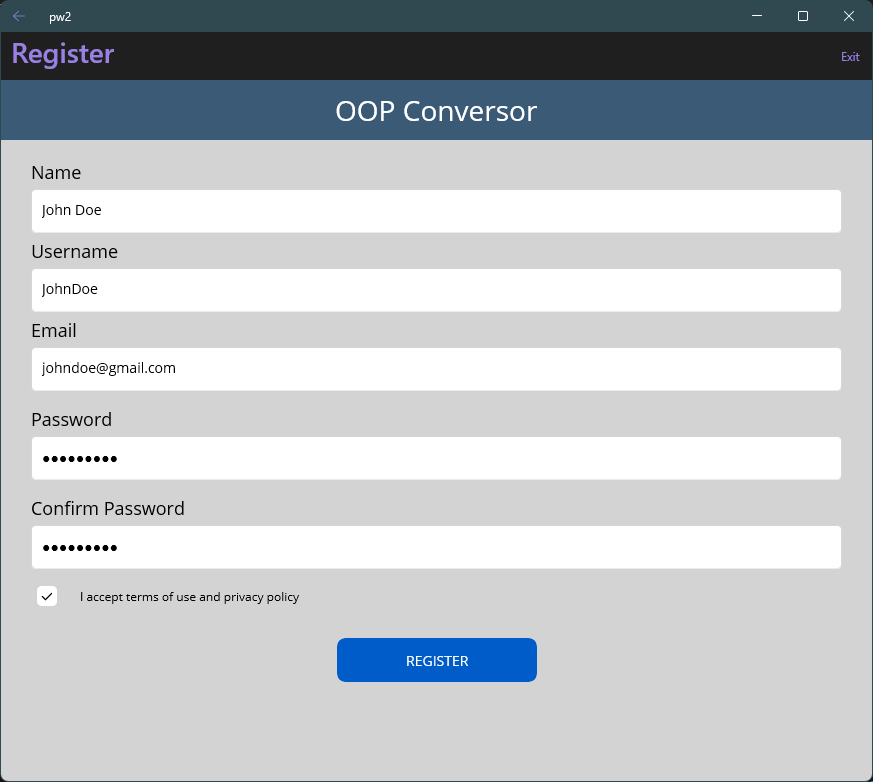 pw2
Register
Exit
OOP Conversor
Name
John Doe
Username
JohnDoe
Email
johndoe@gmail.com
Password
•••••••••
Confirm Password
•••••••••
I accept terms of use and privacy policy
REGISTER